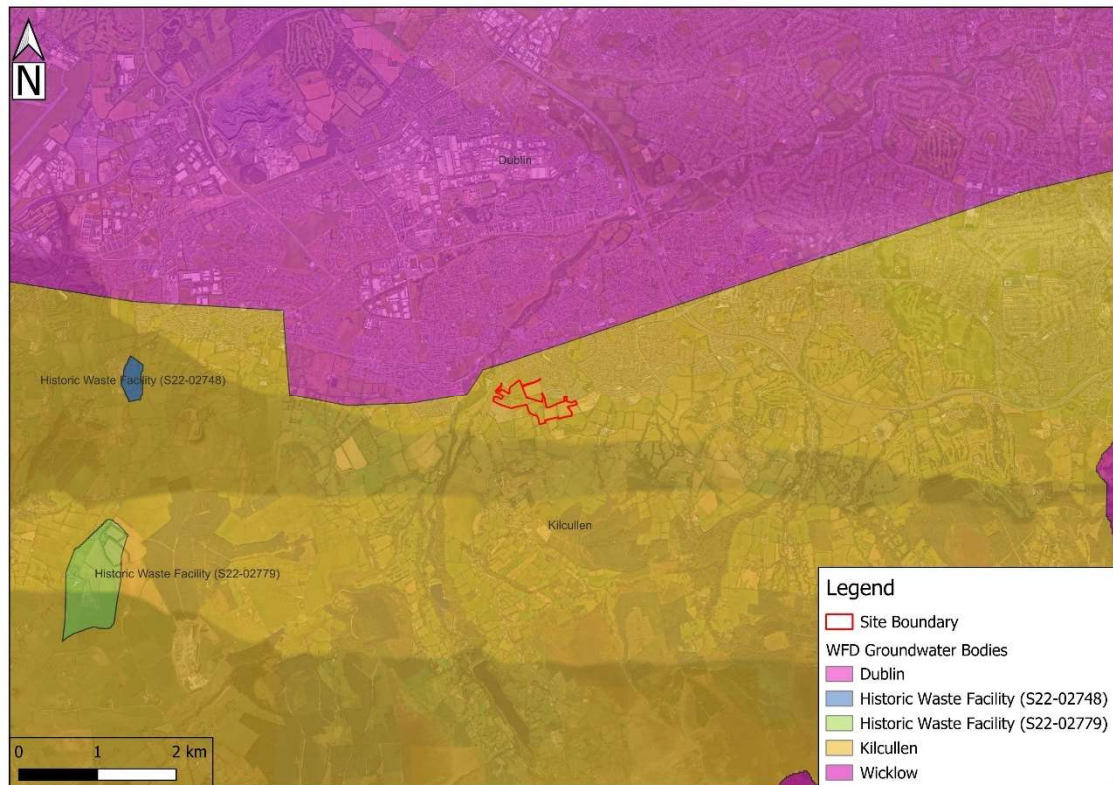 N
Dublin
Historic Waste Facility (S22-02748)
Kilcullen
Historic Waste Facility (S22-02779)
Legend
Site Boundary
WFD Groundwater Bodies
Dublin
Historic Waste Facility (S22-02748)
Historic Waste Facility (S22-02779)
Kilcullen
Wicklow
0 1 2 km